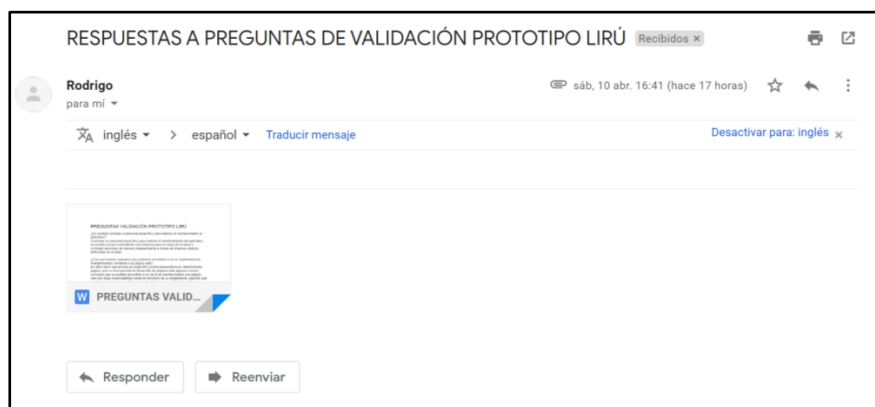 RESPUESTAS A PREGUNTAS DE VALIDACIÓN PROTOTIPO LIRÚ Recibidos ×
Rodrigo
sáb, 10 abr. 16:41 (hace 17 horas)
para mí
inglés > español Traducir mensaje
Desactivar para: inglés ×
PREGUNTAS VALIDACIÓN PROTOTIPO LIRÚ
W PREGUNTAS VALID...
Responder
Reenviar